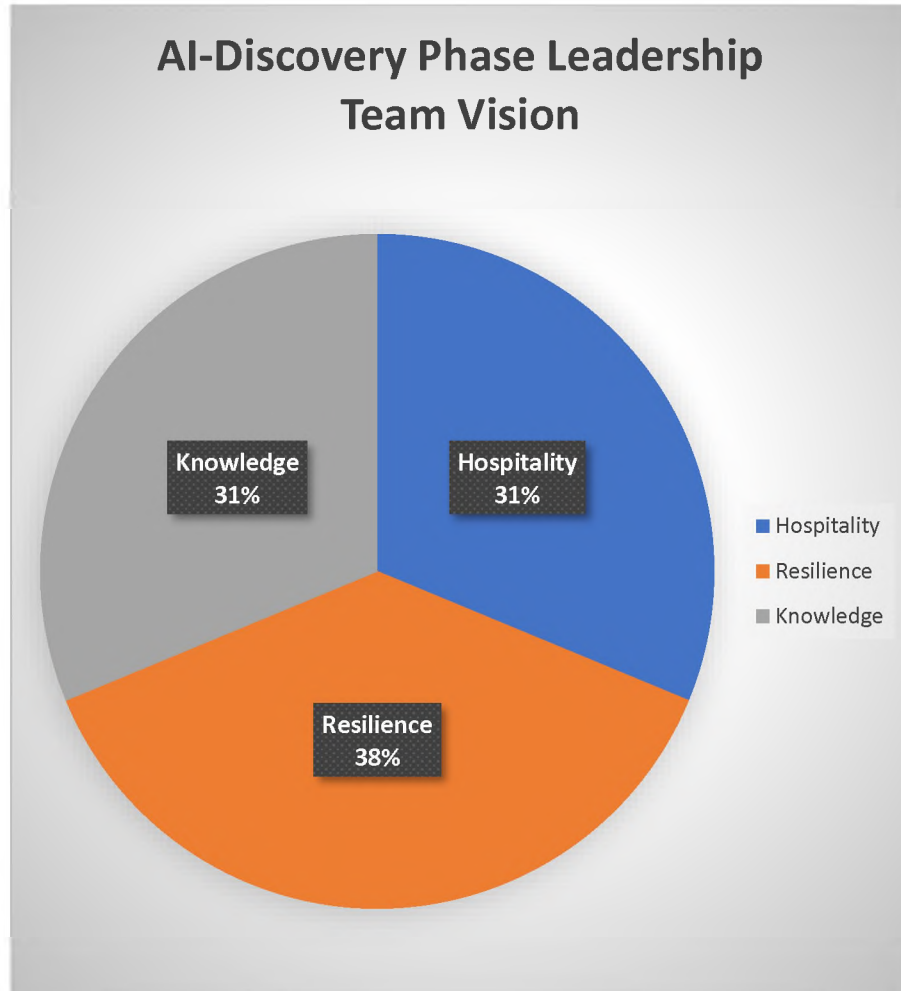 AI-Discovery Phase Leadership
Team Vision
Knowledge
31%
Hospitality
31%
Resilience
38%
Hospitality
Resilience
Knowledge